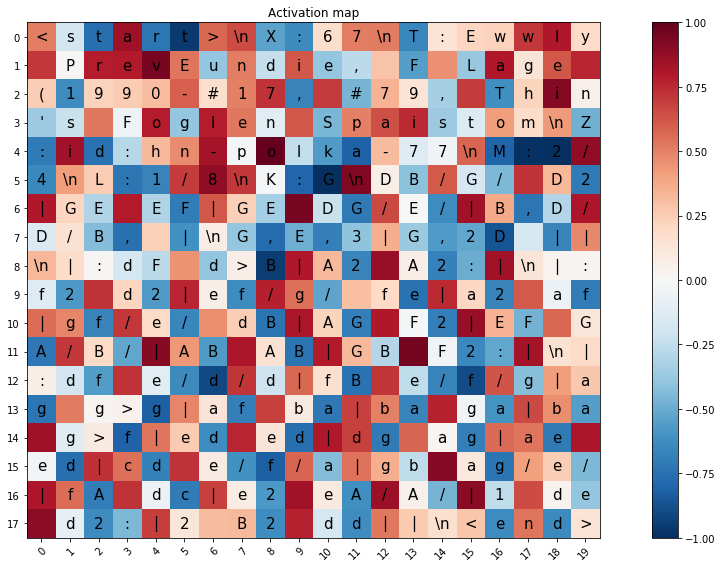 Activation map
0 < s t a r t > \n X : 6 7 \n T : E w w l y
1 P r e v E u n d i e , F L a g e
2 ( 1 9 9 0 - # 1 7 , # 7 9 , T h i n
3 ' s F o g l e n S p a i s t o m \n Z
4 : i d : h n - p o l k a - 7 7 \n M : 2 /
5 4 \n L : 1 / 8 \n K : G \n D B / G / D 2
6 | G E E F | G E D G / E / | B , D /
7 D / B , | \n G , E , 3 | G , 2 D | |
8 \n | : d F d > B | A 2 A 2 : | \n | :
9 f 2 d 2 | e f / g / f e | a 2 a f
10 | g f / e / d B | A G F 2 | E F G
11 A / B / | A B A B | G B F 2 : | \n |
12 : d f e / d / d | f B e / f / g | a
13 g g > g | a f b a | b a g a | b a
14 g > f | e d e d | d g a g | a e
15 e d | c d e / f / a | g b a g / e /
16 | f A d c | e 2 e A / A / | 1 d e
17 d 2 : | 2 B 2 d d | | \n < e n d >
0 1 2 3 4 5 6 7 8 9 10 11 12 13 14 15 16 17 18 19
1.00
0.75
0.50
0.25
0.00
−0.25
−0.50
−0.75
−1.00